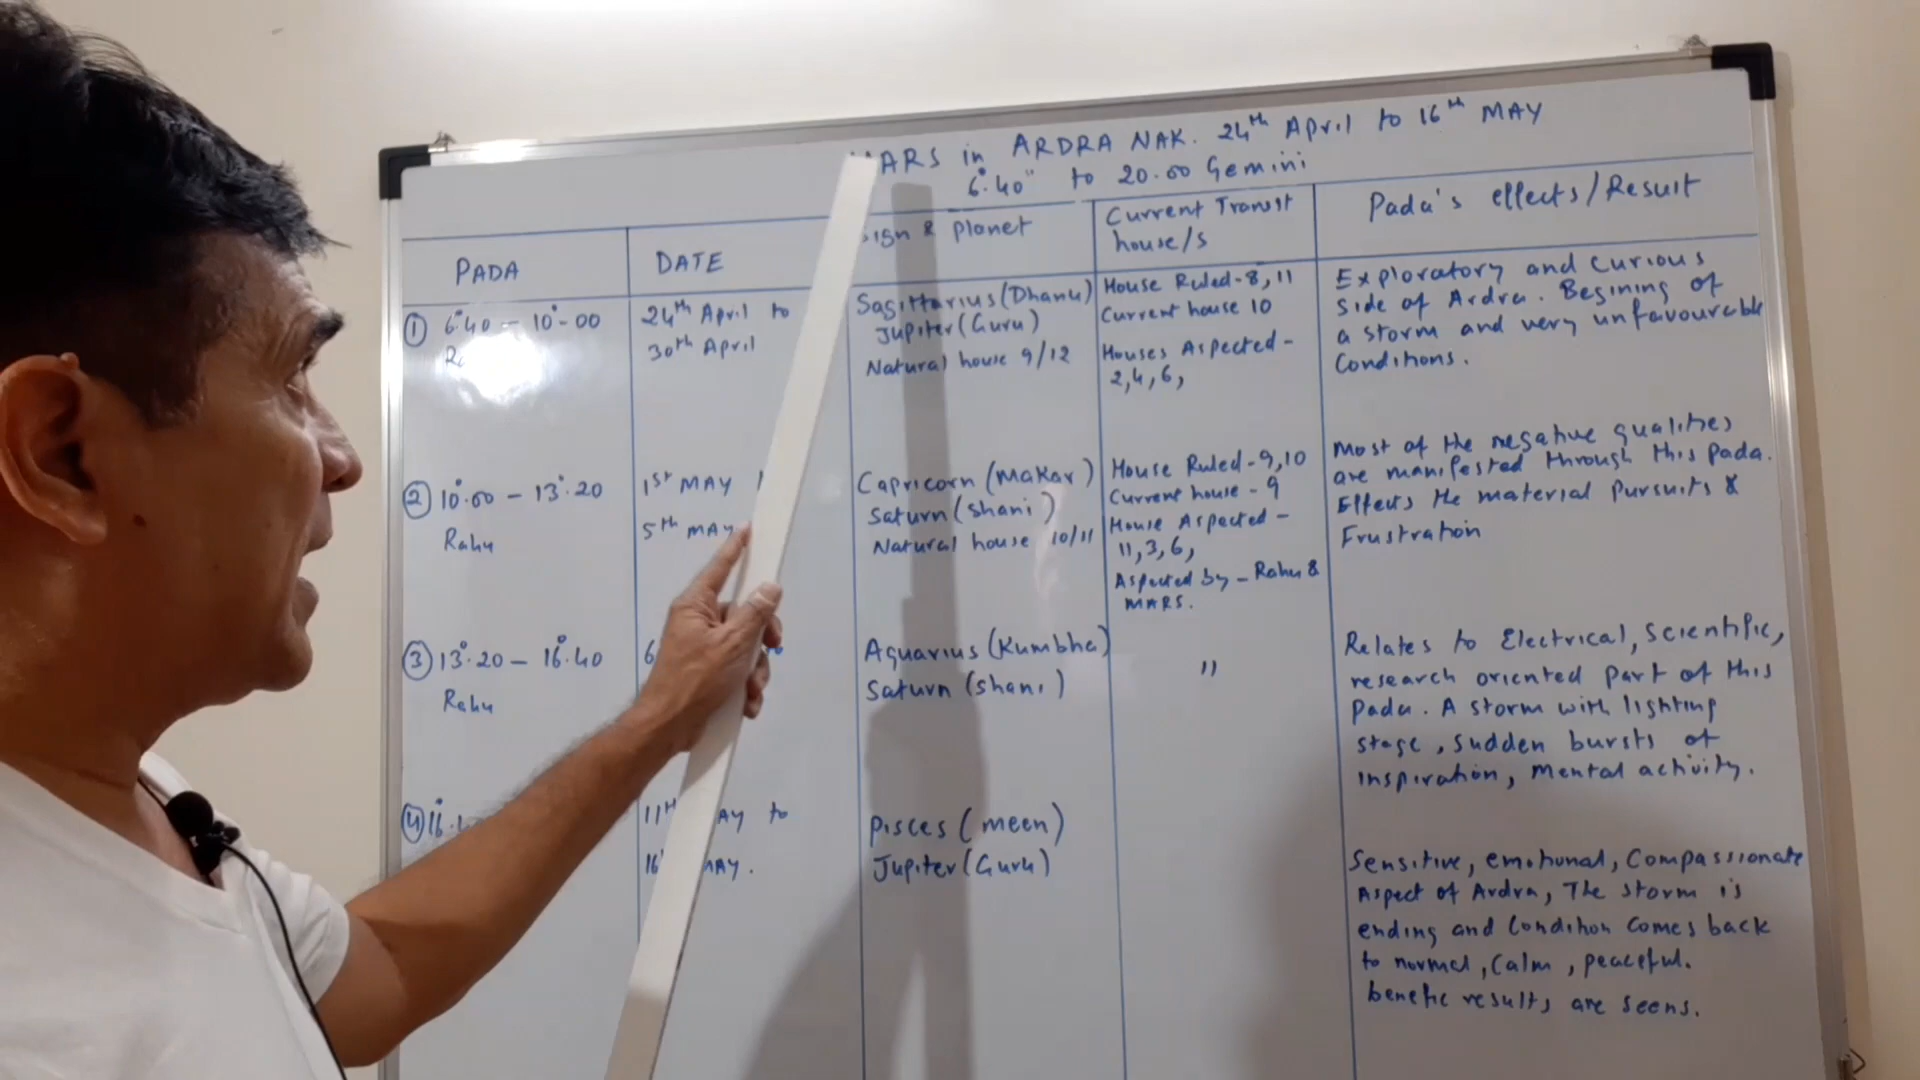 MARS in ARDRA NAK. 24th April to 16th MAY
6°.40" to 20.00 Gemini
PADA
DATE
sign & planet
Current Transit
house/s
Pada's effects/Result
① 6°.40 - 10°-00
24th April to
30th April
Sagittarius (Dhanu)
Jupiter (Guru)
Natural house 9/12
House Ruled - 8, 11
Current house 10
Houses Aspected -
2,4,6,
Exploratory and curious
Side of Ardra. Begining of
a storm and very unfavourable
Conditions.
② 10°.00 - 13°.20
Rahu
1st MAY
5th MAY
Capricorn (Makar)
Saturn (shani)
Natural house 10/11
House Ruled - 9,10
Current house - 9
House Aspected -
11,3,6,
Aspected by - Rahu &
MARS.
Most of the negative qualities
are manifested through this pada.
Effects the material Pursuits &
Frustration
③ 13°.20 - 16°.40
Rahu
6
Aquarius (Kumbha)
Saturn (shani)
"
Relates to Electrical, Scientific,
research oriented part of this
Pada. A storm with lighting
stage, sudden bursts of
inspiration, mental activity.
④
11th MAY to
16 MAY.
Pisces (meen)
Jupiter (Guru)
Sensitive, emotional, Compassionate
Aspect of Ardra, The storm is
ending and Condition Comes back
to normal, Calm, peaceful.
benefic results are seens.